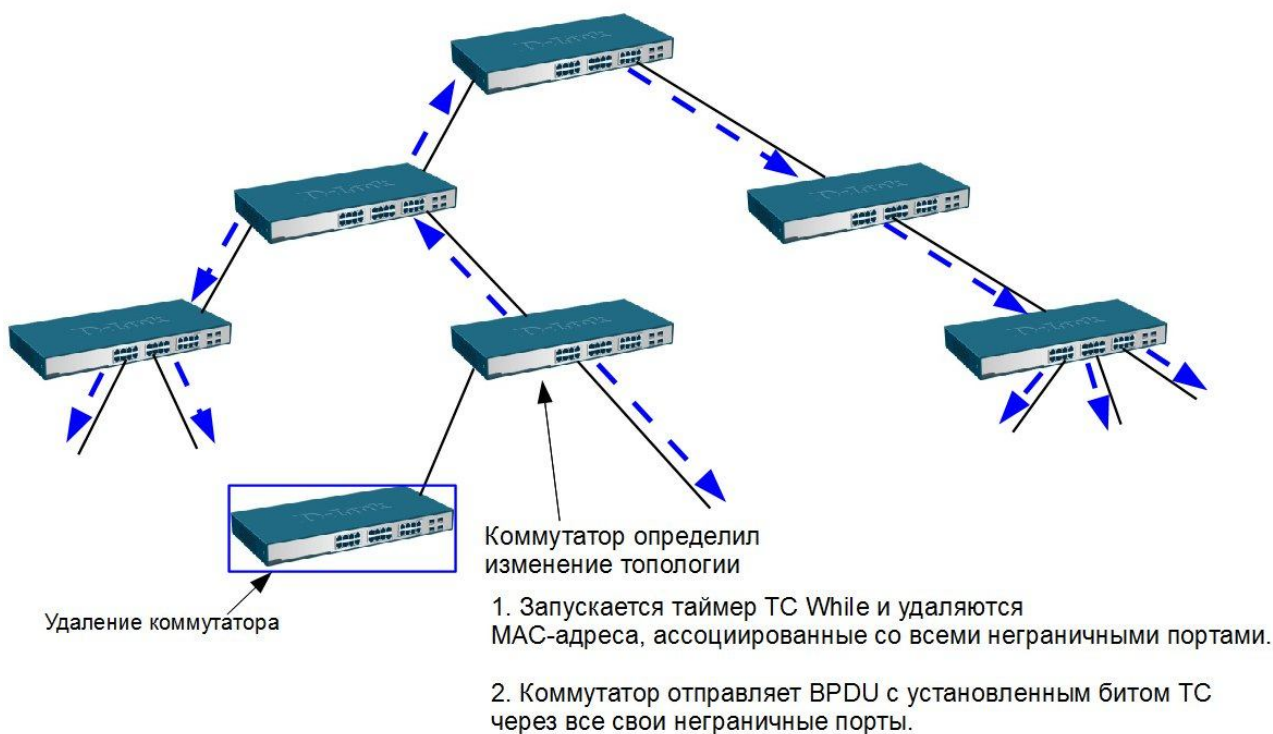 Коммутатор определил
изменение топологии
Удаление коммутатора
1. Запускается таймер TC While и удаляются
MAC-адреса, ассоциированные со всеми неграничными портами.
2. Коммутатор отправляет BPDU с установленным битом TC
через все свои неграничные порты.